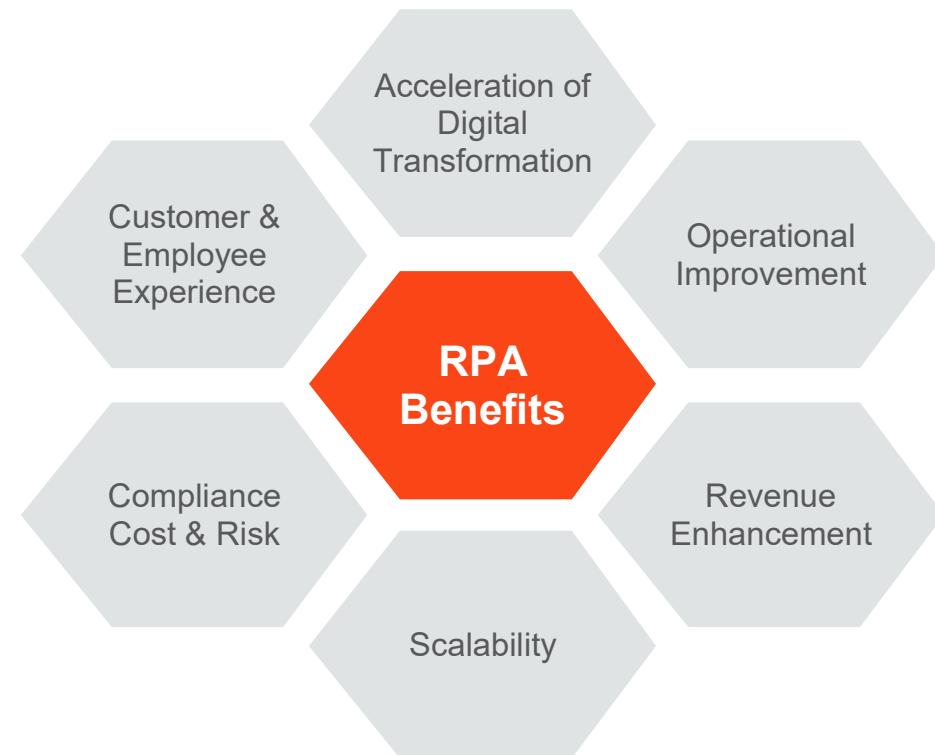 Acceleration of
Digital
Transformation
Customer &
Employee
Experience
Operational
Improvement
RPA
Benefits
Compliance
Cost & Risk
Revenue
Enhancement
Scalability